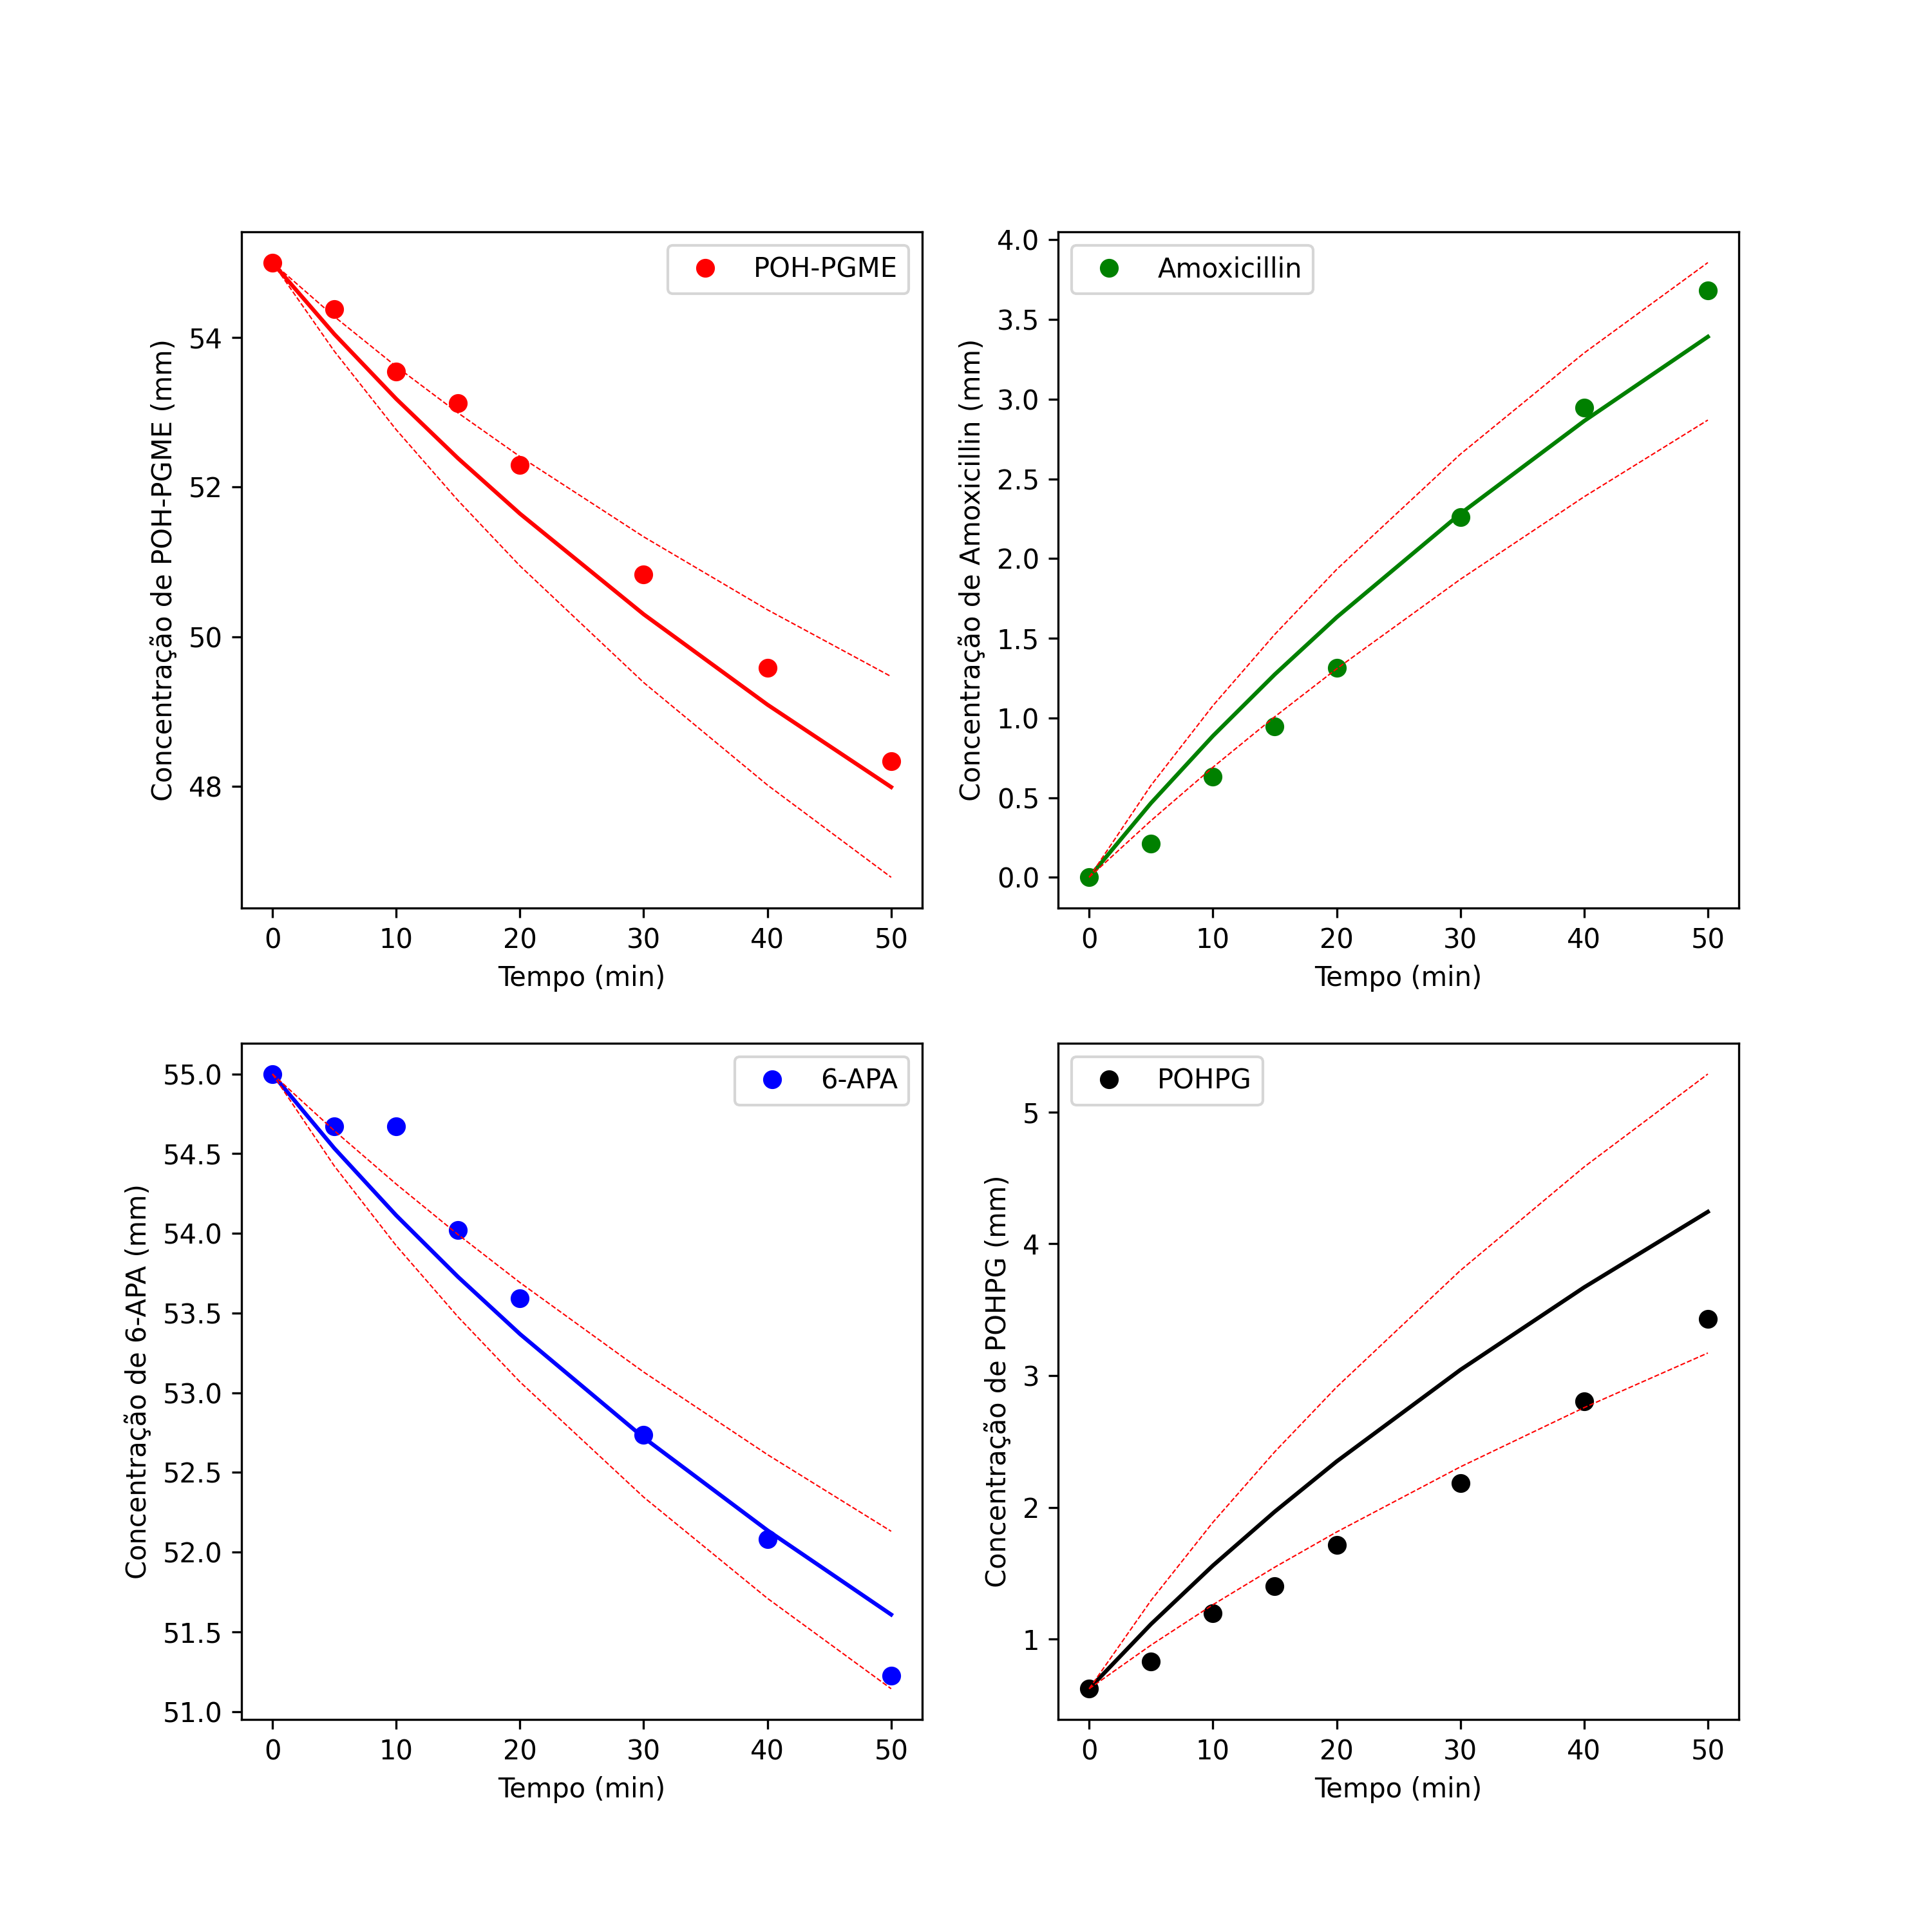 POH-PGME
Concentração de POH-PGME (mm)
54
52
50
48
0 10 20 30 40 50
Tempo (min)
Amoxicillin
Concentração de Amoxicillin (mm)
4.0
3.5
3.0
2.5
2.0
1.5
1.0
0.5
0.0
0 10 20 30 40 50
Tempo (min)
6-APA
Concentração de 6-APA (mm)
55.0
54.5
54.0
53.5
53.0
52.5
52.0
51.5
51.0
0 10 20 30 40 50
Tempo (min)
POHPG
Concentração de POHPG (mm)
5
4
3
2
1
0 10 20 30 40 50
Tempo (min)